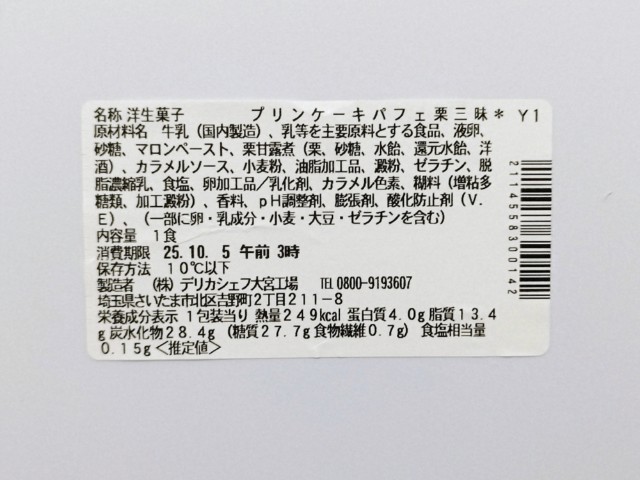 名称 洋生菓子 プリンケーキパフェ栗三昧* Y1
原材料名 牛乳（国内製造）、乳等を主要原料とする食品、液卵、
砂糖、マロンペースト、栗甘露煮（栗、砂糖、水飴、還元水飴、洋
酒）、カラメルソース、小麦粉、油脂加工品、澱粉、ゼラチン、脱
脂濃縮乳、食塩、卵加工品／乳化剤、カラメル色素、糊料（増粘多
糖類、加工澱粉）、香料、pH調整剤、膨張剤、酸化防止剤（V.
E）、（一部に卵・乳成分・小麦・大豆・ゼラチンを含む）
内容量 1食
消費期限 25.10. 5 午前 3時
保存方法 10℃以下
製造者 （株）デリカシェフ大宮工場 TEL 0800-9193607
埼玉県さいたま市北区吉野町2丁目211-8
栄養成分表示 1包装当り 熱量249kcal 蛋白質4.0g 脂質13.4
g 炭水化物28.4g （糖質27.7g 食物繊維0.7g） 食塩相当量
0.15g＜推定値＞
2114558300142